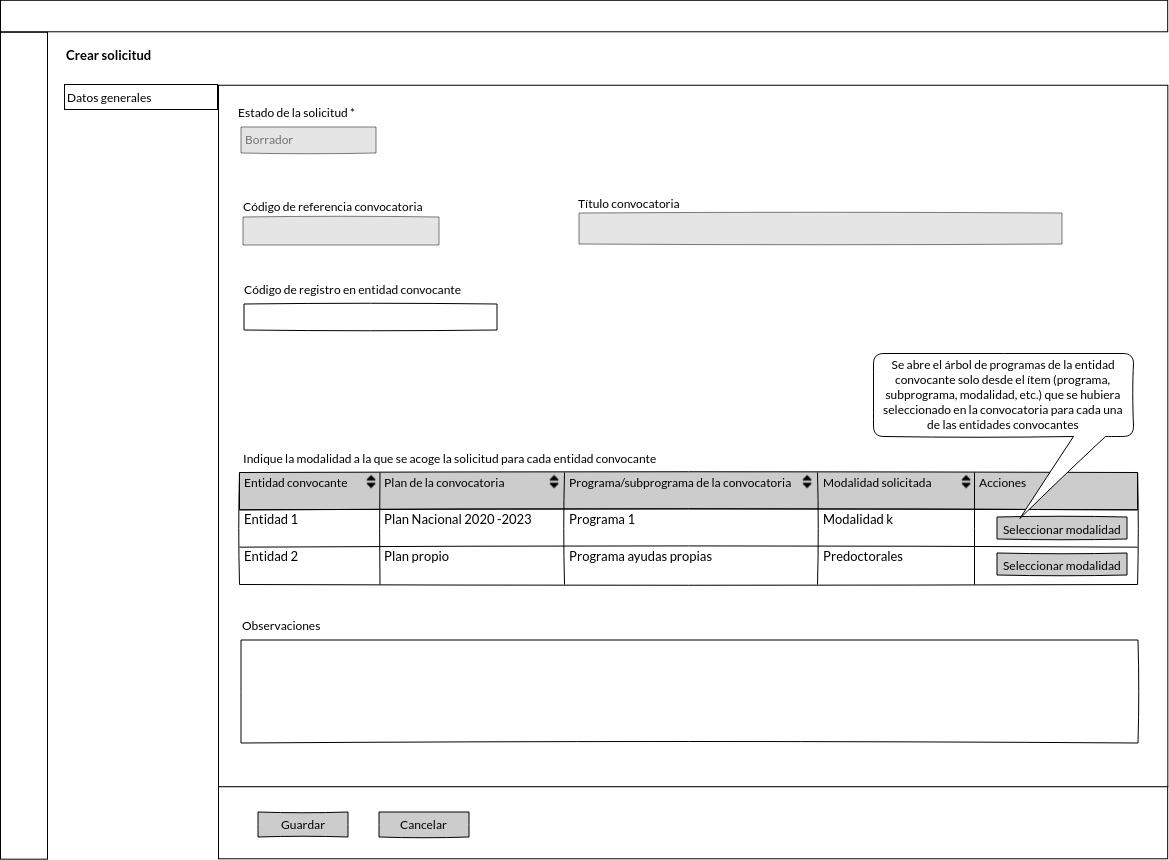 Crear solicitud
Datos generales
Estado de la solicitud *
Borrador
Código de referencia convocatoria
Título convocatoria
Código de registro en entidad convocante
Se abre el árbol de programas de la entidad
convocante solo desde el ítem (programa,
subprograma, modalidad, etc.) que se hubiera
seleccionado en la convocatoria para cada una
de las entidades convocantes
Indique la modalidad a la que se acoge la solicitud para cada entidad convocante
Entidad convocante Plan de la convocatoria Programa/subprograma de la convocatoria Modalidad solicitada Acciones
Entidad 1 Plan Nacional 2020 -2023 Programa 1 Modalidad k Seleccionar modalidad
Entidad 2 Plan propio Programa ayudas propias Predoctorales Seleccionar modalidad
Observaciones
Guardar Cancelar